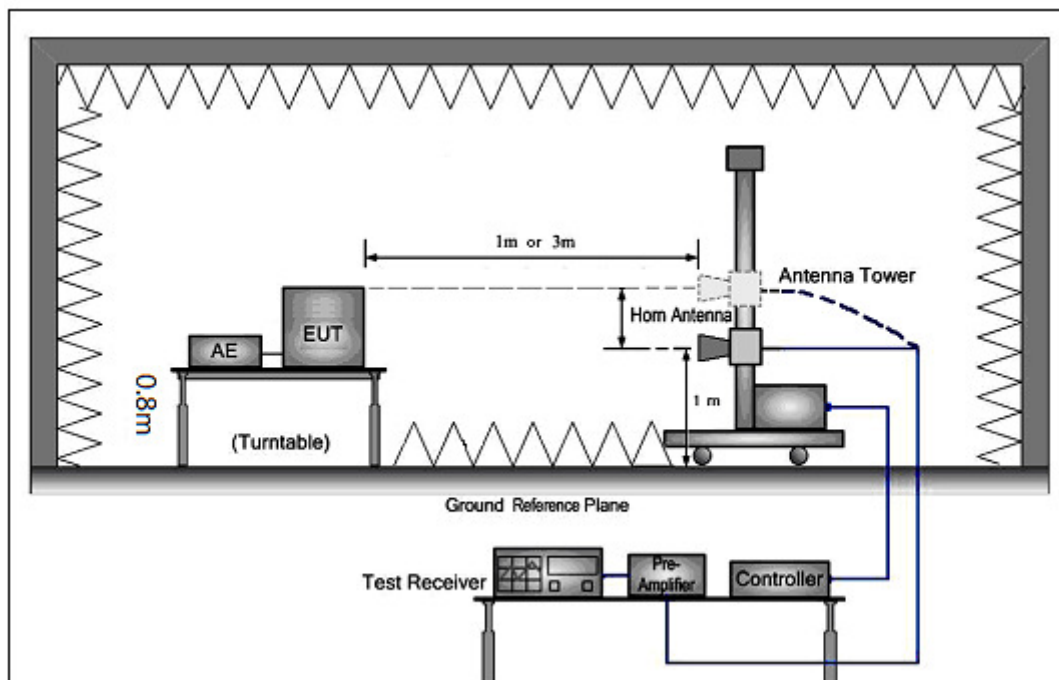 1m or 3m
Antenna Tower
Horn Antenna
EUT
AE
0.8m
1 m
(Turntable)
Ground Reference Plane
Test Receiver
Pre-
Amplifier
Controller